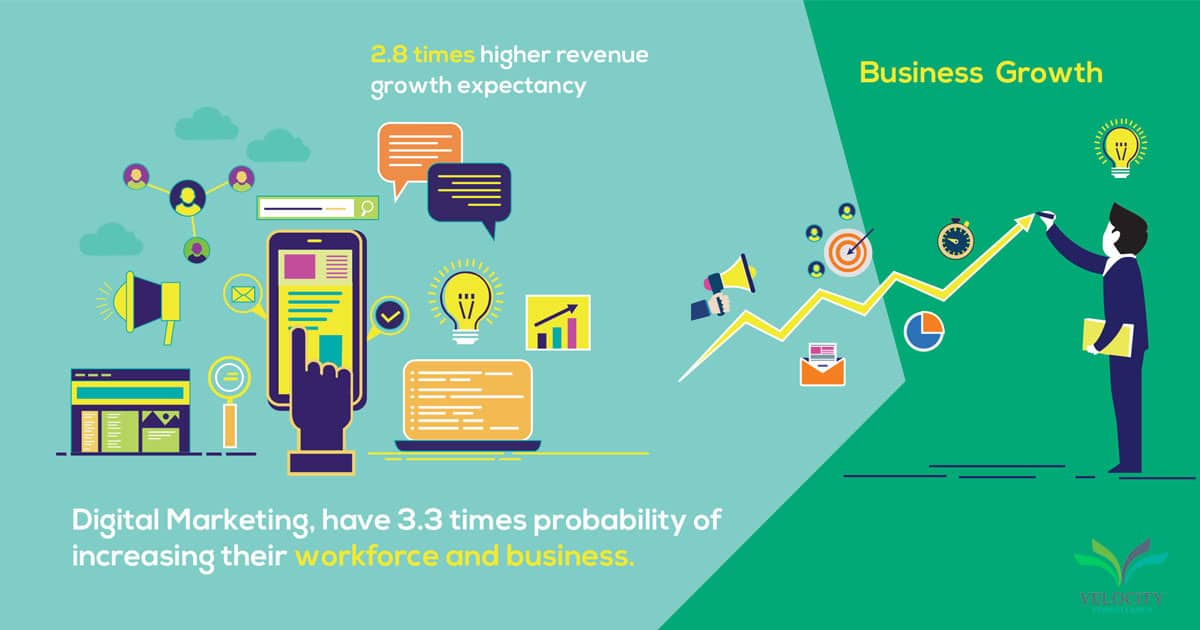 2.8 times higher revenue
growth expectancy
Business Growth
Digital Marketing, have 3.3 times probability of
increasing their workforce and business.
VELOCITY